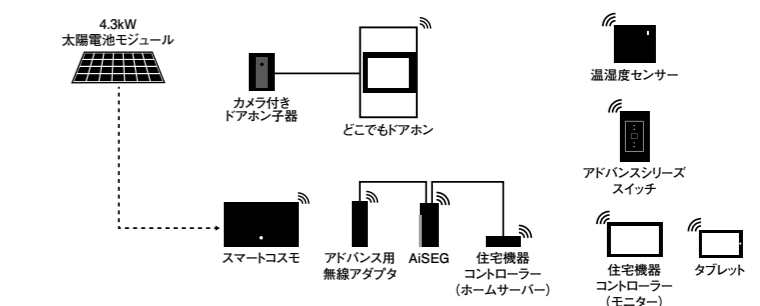 4.3kW
太陽電池モジュール
カメラ付き
ドアホン子器
どこでもドアホン
温湿度センサー
アドバンスシリーズ
スイッチ
スマートコスモ
アドバンス用
無線アダプタ
AiSEG
住宅機器
コントローラー
（ホームサーバー）
住宅機器
コントローラー
（モニター）
タブレット